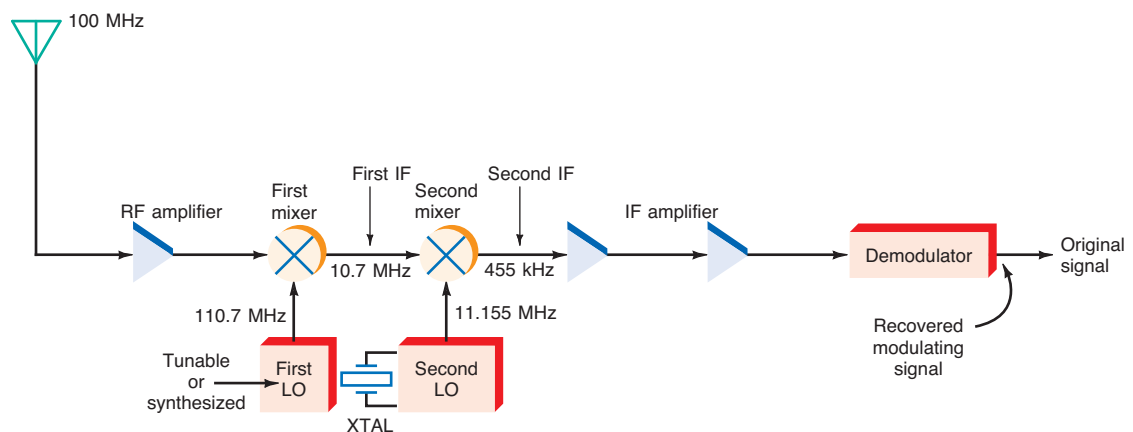 100 MHz
First IF
Second IF
RF amplifier
First
mixer
Second
mixer
IF amplifier
10.7 MHz
455 kHz
Demodulator
Original
signal
110.7 MHz
11.155 MHz
Tunable
or
synthesized
First
LO
XTAL
Second
LO
Recovered
modulating
signal